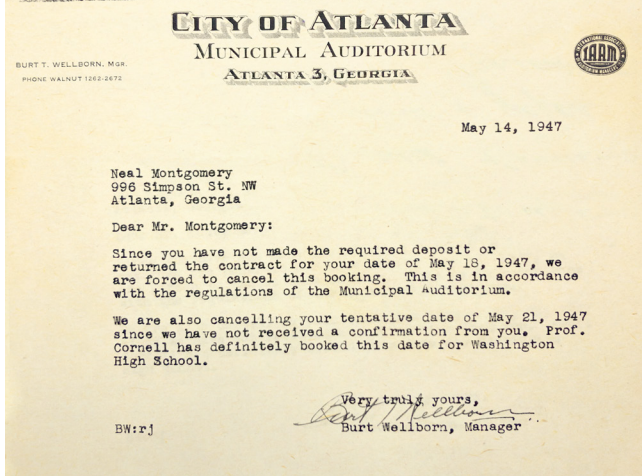 CITY OF ATLANTA
MUNICIPAL AUDITORIUM
ATLANTA 3, GEORGIA
BURT T. WELLBORN, MGR.
PHONE WALNUT 1262-2672
INTERNATIONAL ASSOCIATION
IAAM
AUDITORIUM MANAGERS
May 14, 1947
Neal Montgomery
996 Simpson St. NW
Atlanta, Georgia
Dear Mr. Montgomery:
Since you have not made the required deposit or
returned the contract for your date of May 18, 1947, we
are forced to cancel this booking. This is in accordance
with the regulations of the Municipal Auditorium.
We are also cancelling your tentative date of May 21, 1947
since we have not received a confirmation from you. Prof.
Cornell has definitely booked this date for Washington
High School.
Very truly yours,
Burt T Wellborn
Burt Wellborn, Manager
BW:rj